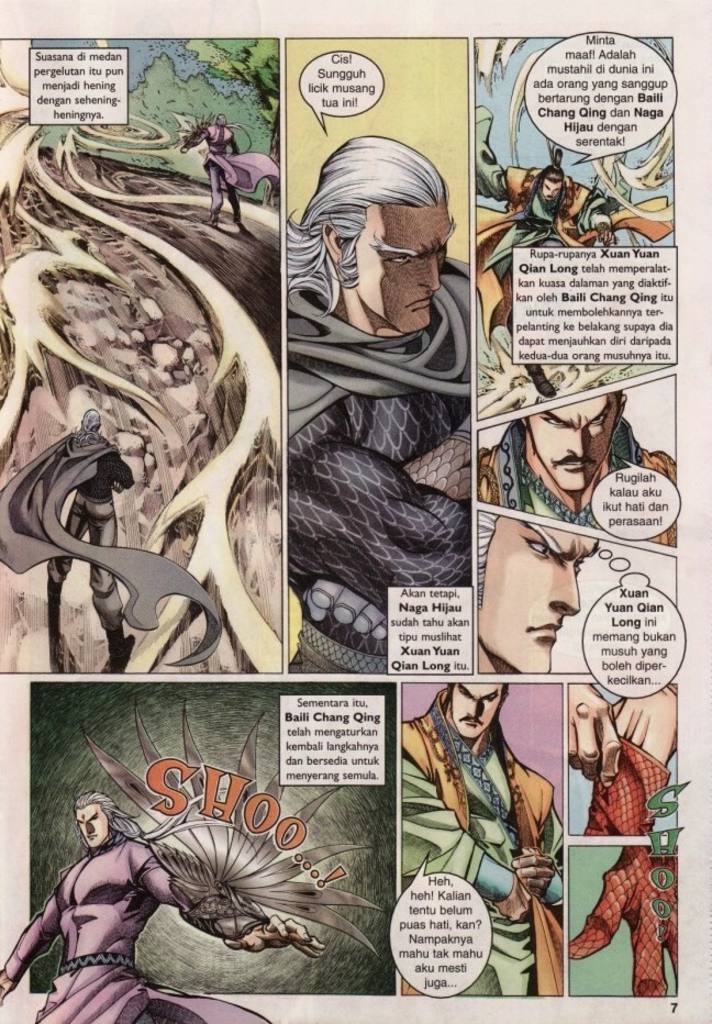 Suasana di medan
pergelutan itu pun
menjadi hening
dengan sehening-
heningnya.
Cis!
Sungguh
licik musang
tua ini!
Minta
maaf! Adalah
mustahil di dunia ini
ada orang yang sanggup
bertarung dengan Baili
Chang Qing dan Naga
Hijau dengan
serentak!
Rupa-rupanya Xuan Yuan
Qian Long telah memperalat-
kan kuasa dalaman yang diaktif-
kan oleh Baili Chang Qing itu
untuk membolehkannya ter-
pelanting ke belakang supaya dia
dapat menjauhkan diri daripada
kedua-dua orang musuhnya itu.
Rugilah
kalau aku
ikut hati dan
perasaan!
Akan tetapi,
Naga Hijau
sudah tahu akan
tipu muslihat
Xuan Yuan
Qian Long itu.
Xuan
Yuan Qian
Long ini
memang bukan
musuh yang
boleh diper-
kecilkan...
Sementara itu,
Baili Chang Qing
telah mengaturkan
kembali langkahnya
dan bersedia untuk
menyerang semula.
SHOO...!
Heh,
heh! Kalian
tentu belum
puas hati, kan?
Nampaknya
mahu tak mahu
aku mesti
juga...
SHOO!
7